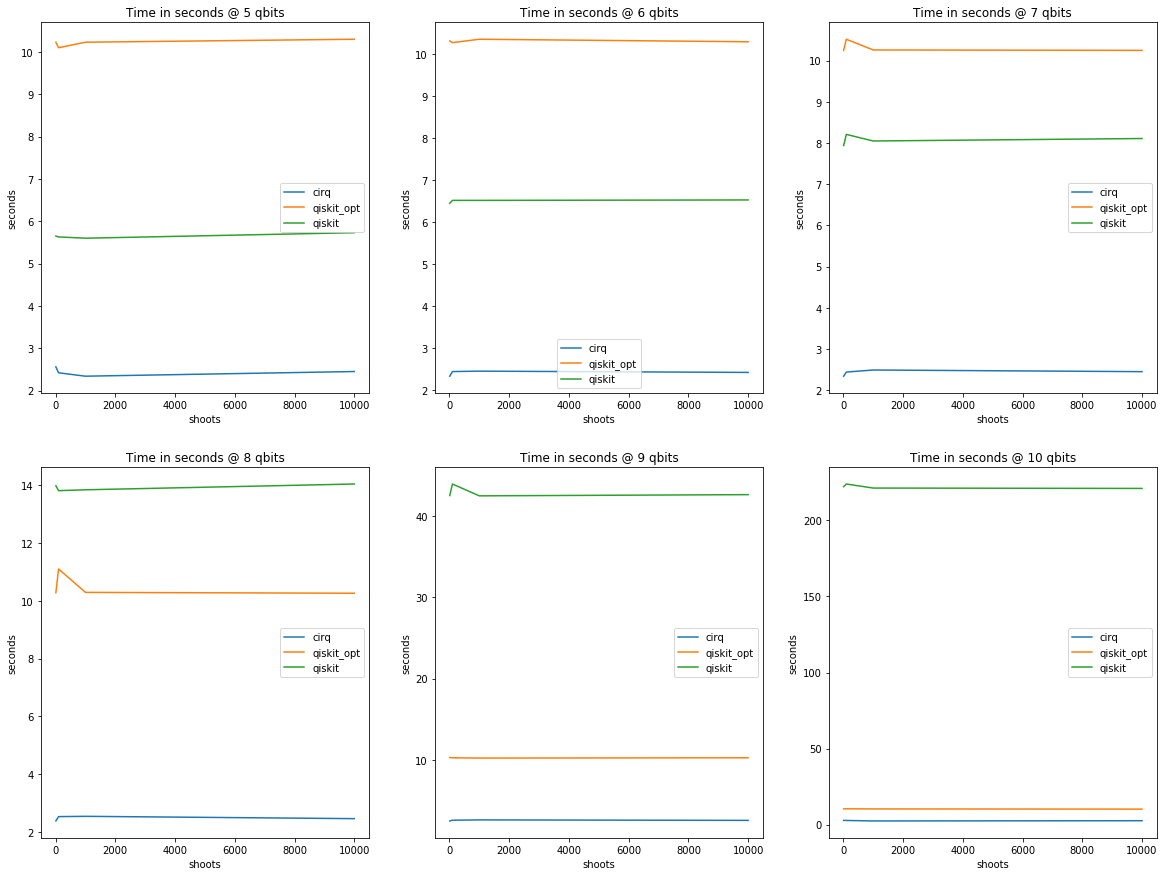 Time in seconds @ 5 qbits
seconds
10
9
8
7
6
5
4
3
2
0
2000
4000
6000
8000
10000
shoots
cirq
qiskit_opt
qiskit
Time in seconds @ 6 qbits
seconds
10
9
8
7
6
5
4
3
2
0
2000
4000
6000
8000
10000
shoots
cirq
qiskit_opt
qiskit
Time in seconds @ 7 qbits
seconds
10
9
8
7
6
5
4
3
2
0
2000
4000
6000
8000
10000
shoots
cirq
qiskit_opt
qiskit
Time in seconds @ 8 qbits
seconds
14
12
10
8
6
4
2
0
2000
4000
6000
8000
10000
shoots
cirq
qiskit_opt
qiskit
Time in seconds @ 9 qbits
seconds
40
30
20
10
0
2000
4000
6000
8000
10000
shoots
cirq
qiskit_opt
qiskit
Time in seconds @ 10 qbits
seconds
200
150
100
50
0
0
2000
4000
6000
8000
10000
shoots
cirq
qiskit_opt
qiskit